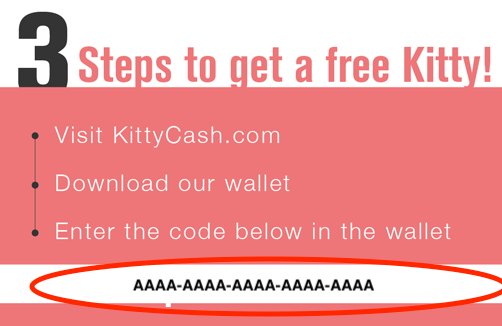 3 Steps to get a free Kitty!
Visit KittyCash.com
Download our wallet
Enter the code below in the wallet
AAAA-AAAA-AAAA-AAAA-AAAA